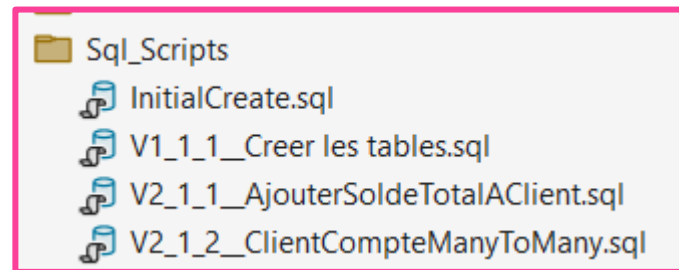 Sql_Scripts
InitialCreate.sql
V1_1_1__Creer les tables.sql
V2_1_1__AjouterSoldeTotalAClient.sql
V2_1_2__ClientCompteManyToMany.sql